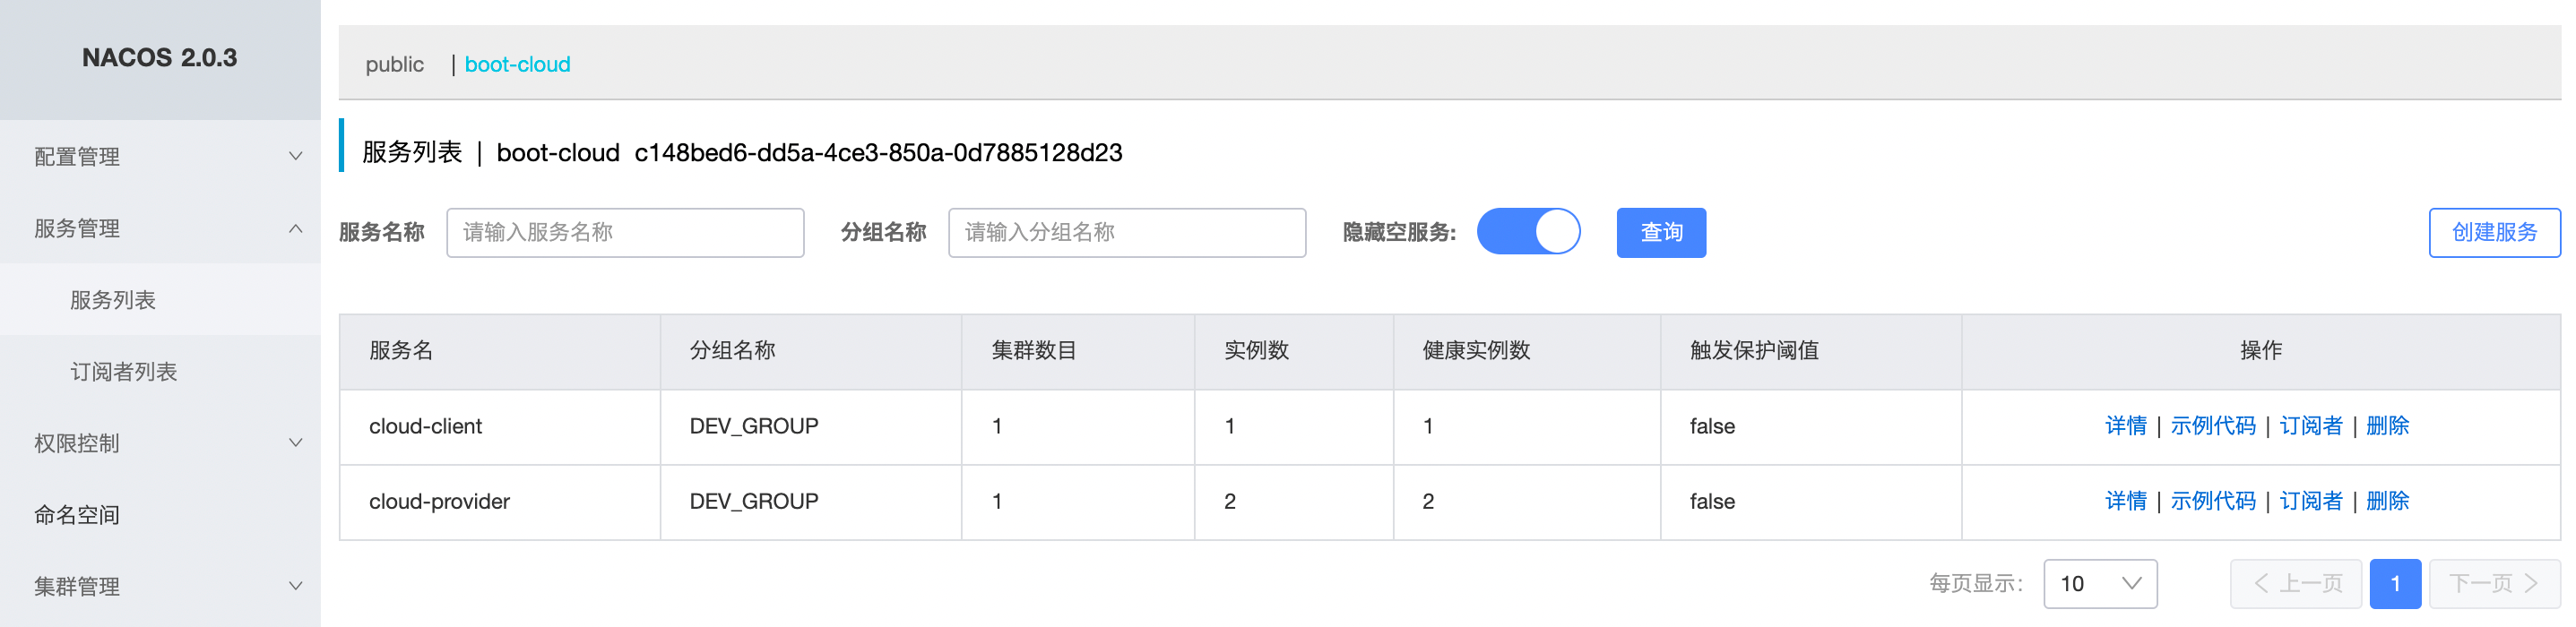 NACOS 2.0.3
配置管理
服务管理
服务列表
订阅者列表
权限控制
命名空间
集群管理
public | boot-cloud
服务列表 | boot-cloud c148bed6-dd5a-4ce3-850a-0d7885128d23
服务名称 请输入服务名称 分组名称 请输入分组名称 隐藏空服务: 查询 创建服务
服务名 分组名称 集群数目 实例数 健康实例数 触发保护阈值 操作
cloud-client DEV_GROUP 1 1 1 false 详情 | 示例代码 | 订阅者 | 删除
cloud-provider DEV_GROUP 1 2 2 false 详情 | 示例代码 | 订阅者 | 删除
每页显示: 10 上一页 1 下一页